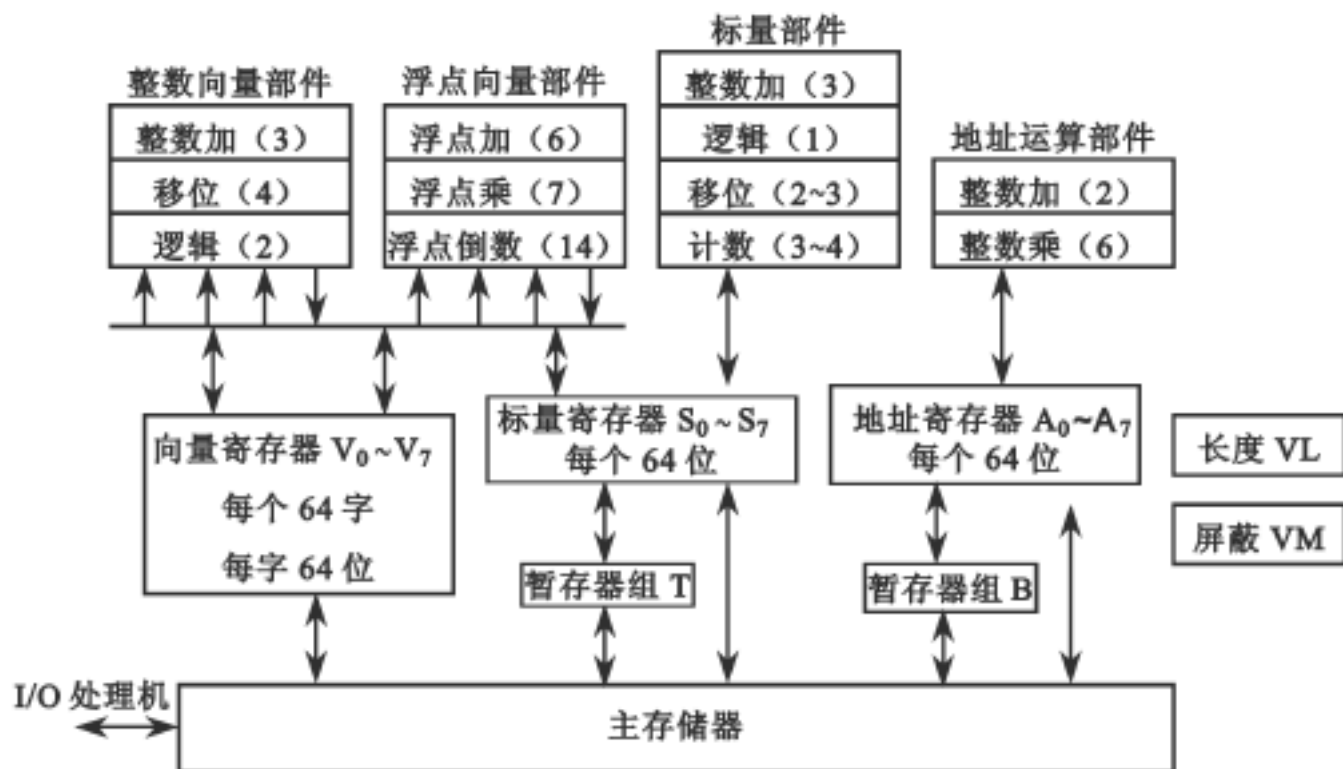 标量部件
整数向量部件
浮点向量部件
整数加（3）
整数加（3）
浮点加（6）
逻辑（1）
地址运算部件
移位（4）
浮点乘（7）
移位（2~3）
整数加（2）
逻辑（2）
浮点倒数（14）
计数（3~4）
整数乘（6）
向量寄存器 V₀~V₇
每个 64 字
每字 64 位
标量寄存器 S₀~S₇
每个 64 位
地址寄存器 A₀~A₇
每个 64 位
长度 VL
屏蔽 VM
暂存器组 T
暂存器组 B
I/O 处理机
主存储器